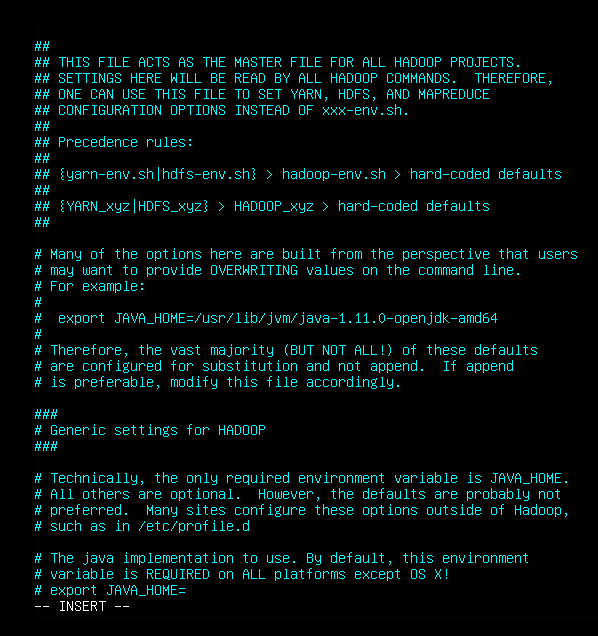 ##
## THIS FILE ACTS AS THE MASTER FILE FOR ALL HADOOP PROJECTS.
## SETTINGS HERE WILL BE READ BY ALL HADOOP COMMANDS.  THEREFORE,
## ONE CAN USE THIS FILE TO SET YARN, HDFS, AND MAPREDUCE
## CONFIGURATION OPTIONS INSTEAD OF xxx-env.sh.
##
## Precedence rules:
##
## {yarn-env.sh|hdfs-env.sh} > hadoop-env.sh > hard-coded defaults
##
## {YARN_xyz|HDFS_xyz} > HADOOP_xyz > hard-coded defaults
##
# Many of the options here are built from the perspective that users
# may want to provide OVERWRITING values on the command line.
# For example:
#
#  export JAVA_HOME=/usr/lib/jvm/java-1.11.0-openjdk-amd64
#
# Therefore, the vast majority (BUT NOT ALL!) of these defaults
# are configured for substitution and not append.  If append
# is preferable, modify this file accordingly.
###
# Generic settings for HADOOP
###
# Technically, the only required environment variable is JAVA_HOME.
# All others are optional.  However, the defaults are probably not
# preferred.  Many sites configure these options outside of Hadoop,
# such as in /etc/profile.d
# The java implementation to use. By default, this environment
# variable is REQUIRED on ALL platforms except OS X!
# export JAVA_HOME=
-- INSERT --